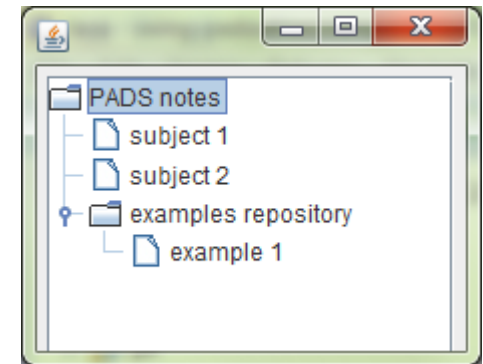 PADS notes
subject 1
subject 2
examples repository
example 1